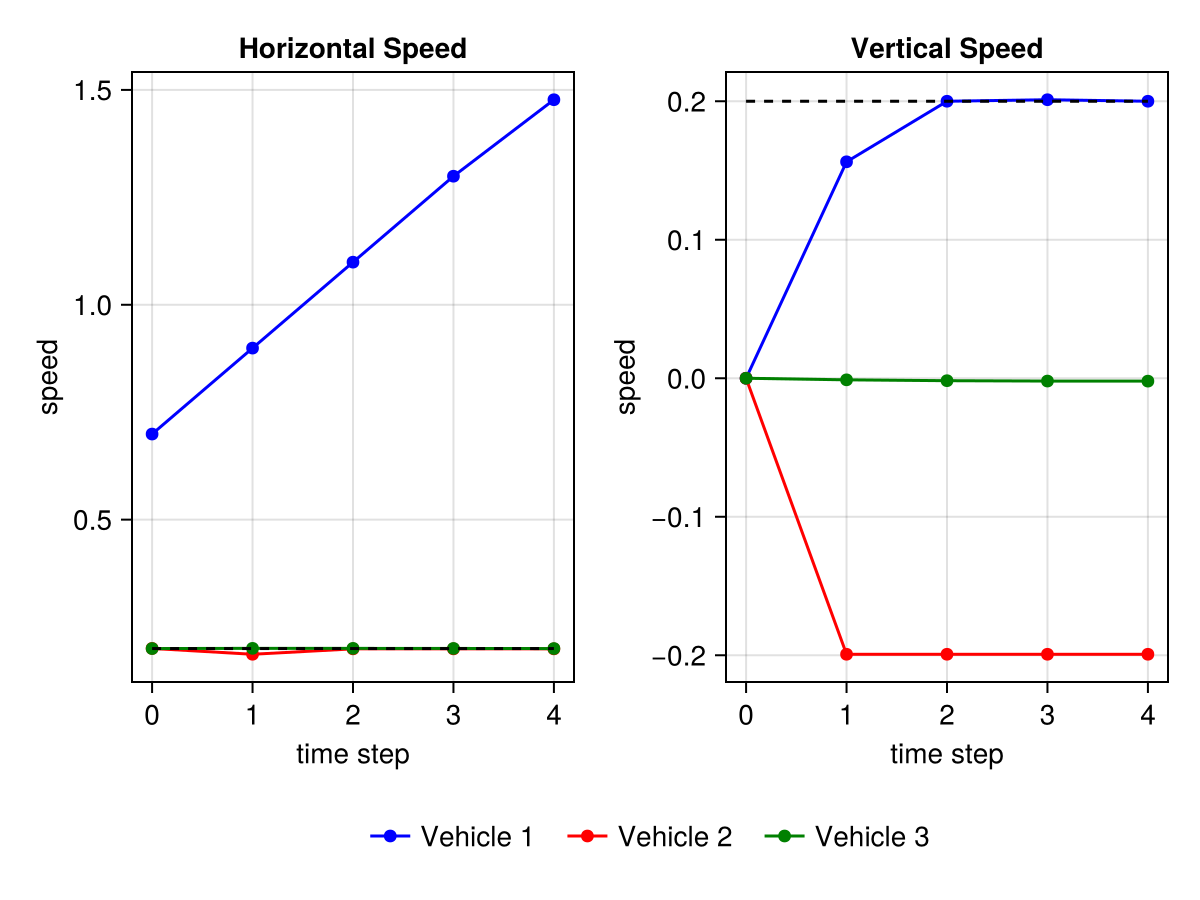 Horizontal Speed
1.5
1.0
0.5
speed
0 1 2 3 4
time step
Vertical Speed
0.2
0.1
0.0
−0.1
−0.2
speed
0 1 2 3 4
time step
Vehicle 1 Vehicle 2 Vehicle 3